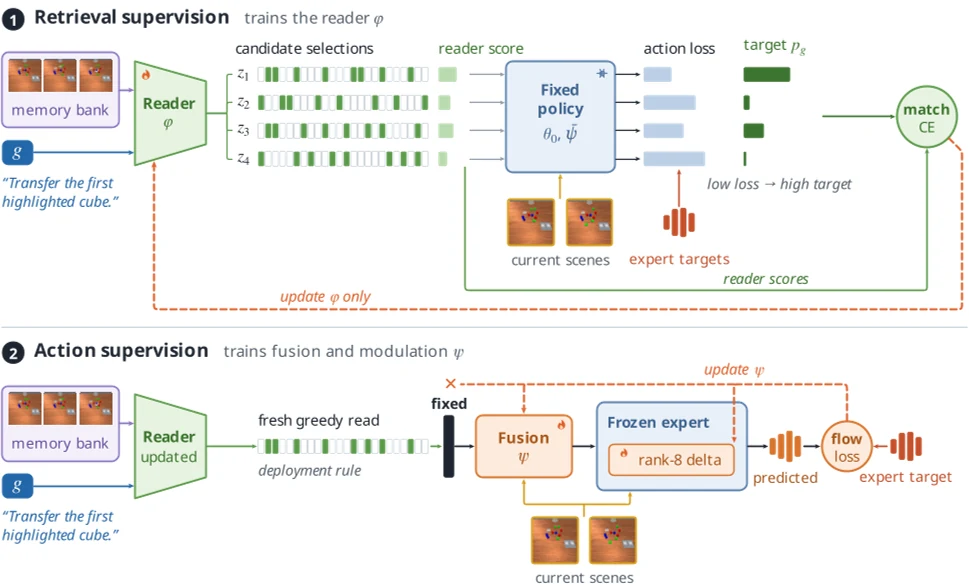 1 Retrieval supervision trains the reader φ
candidate selections
reader score
action loss
target p_g
memory bank
g
“Transfer the first
highlighted cube.”
Reader
φ
z₁
z₂
z₃
z₄
Fixed
policy
θ₀, ψ̄
current scenes
expert targets
low loss → high target
match
CE
reader scores
update φ only
2 Action supervision trains fusion and modulation ψ
memory bank
g
“Transfer the first
highlighted cube.”
Reader
updated
fresh greedy read
deployment rule
fixed
Fusion
ψ
Frozen expert
rank-8 delta
update ψ
predicted
flow
loss
expert target
current scenes